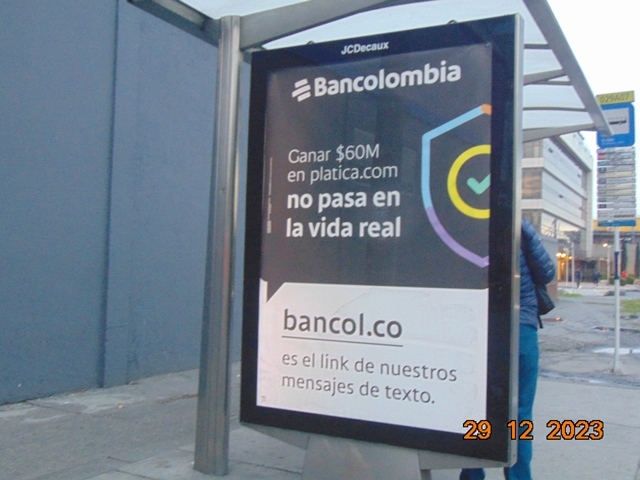 JCDecaux
Bancolombia
Ganar $60M
en platica.com
no pasa en
la vida real
bancol.co
es el link de nuestros
mensajes de texto.
29 12 2023